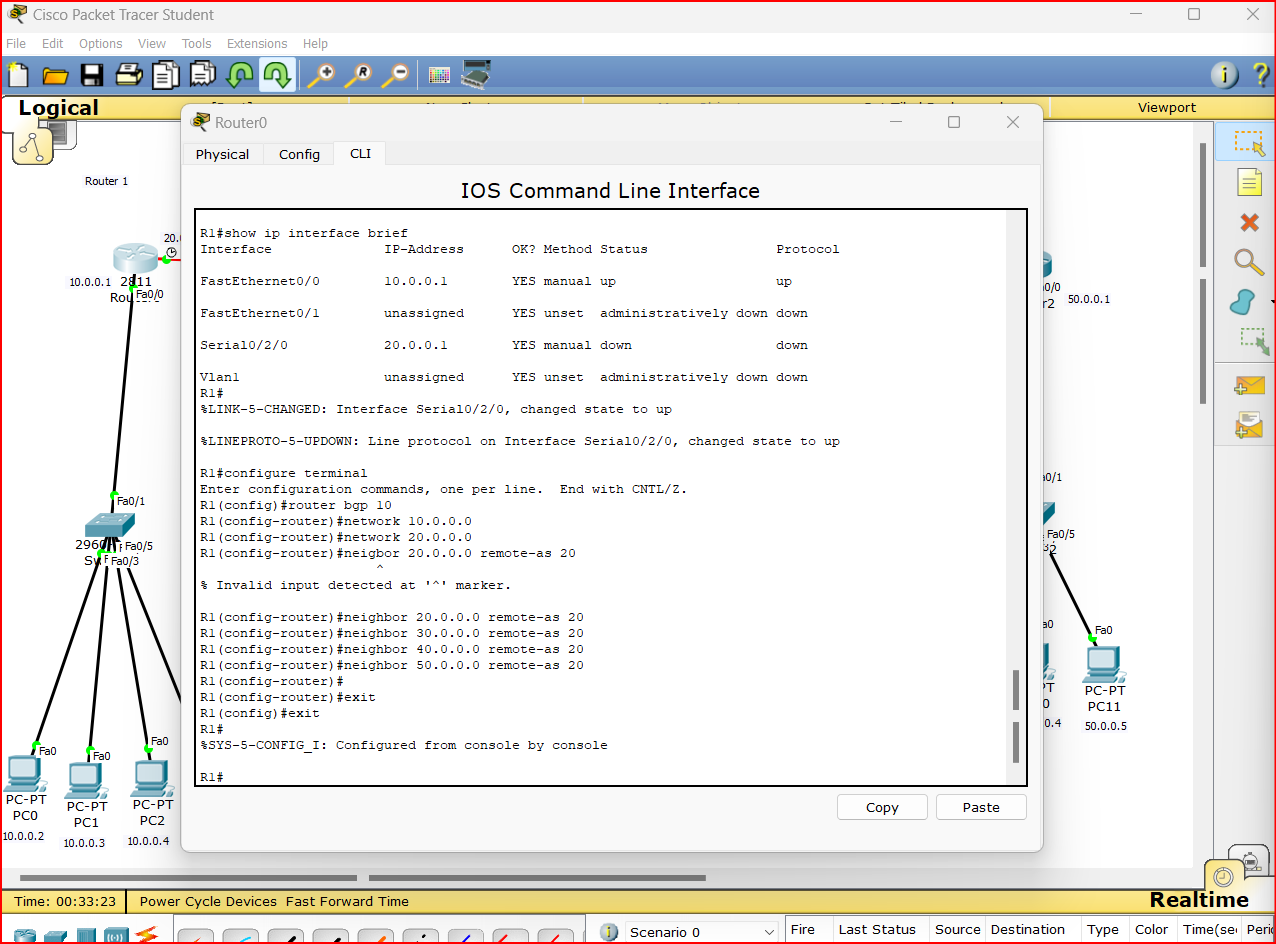 Cisco Packet Tracer Student
File Edit Options View Tools Extensions Help
Logical
Viewport
Router 1
10.0.0.1
2811
Fa0/0
Fa0/1
Fa0/5
Fa0/3
Fa0
Fa0
Fa0
PC-PT
PC0
10.0.0.2
PC-PT
PC1
10.0.0.3
PC-PT
PC2
10.0.0.4
Router0
Physical Config CLI
IOS Command Line Interface
R1#show ip interface brief
Interface IP-Address OK? Method Status Protocol
FastEthernet0/0 10.0.0.1 YES manual up up
FastEthernet0/1 unassigned YES unset administratively down down
Serial0/2/0 20.0.0.1 YES manual down down
Vlan1 unassigned YES unset administratively down down
R1#
%LINK-5-CHANGED: Interface Serial0/2/0, changed state to up
%LINEPROTO-5-UPDOWN: Line protocol on Interface Serial0/2/0, changed state to up
R1#configure terminal
Enter configuration commands, one per line. End with CNTL/Z.
R1(config)#router bgp 10
R1(config-router)#network 10.0.0.0
R1(config-router)#network 20.0.0.0
R1(config-router)#neigbor 20.0.0.0 remote-as 20
^
% Invalid input detected at '^' marker.
R1(config-router)#neighbor 20.0.0.0 remote-as 20
R1(config-router)#neighbor 30.0.0.0 remote-as 20
R1(config-router)#neighbor 40.0.0.0 remote-as 20
R1(config-router)#neighbor 50.0.0.0 remote-as 20
R1(config-router)#
R1(config-router)#exit
R1(config)#exit
R1#
%SYS-5-CONFIG_I: Configured from console by console
R1#
Copy Paste
50.0.0.1
Fa0/5
Fa0
PC-PT
PC11
50.0.0.5
Time: 00:33:23 Power Cycle Devices Fast Forward Time
Realtime
Scenario 0
Fire Last Status Source Destination Type Color